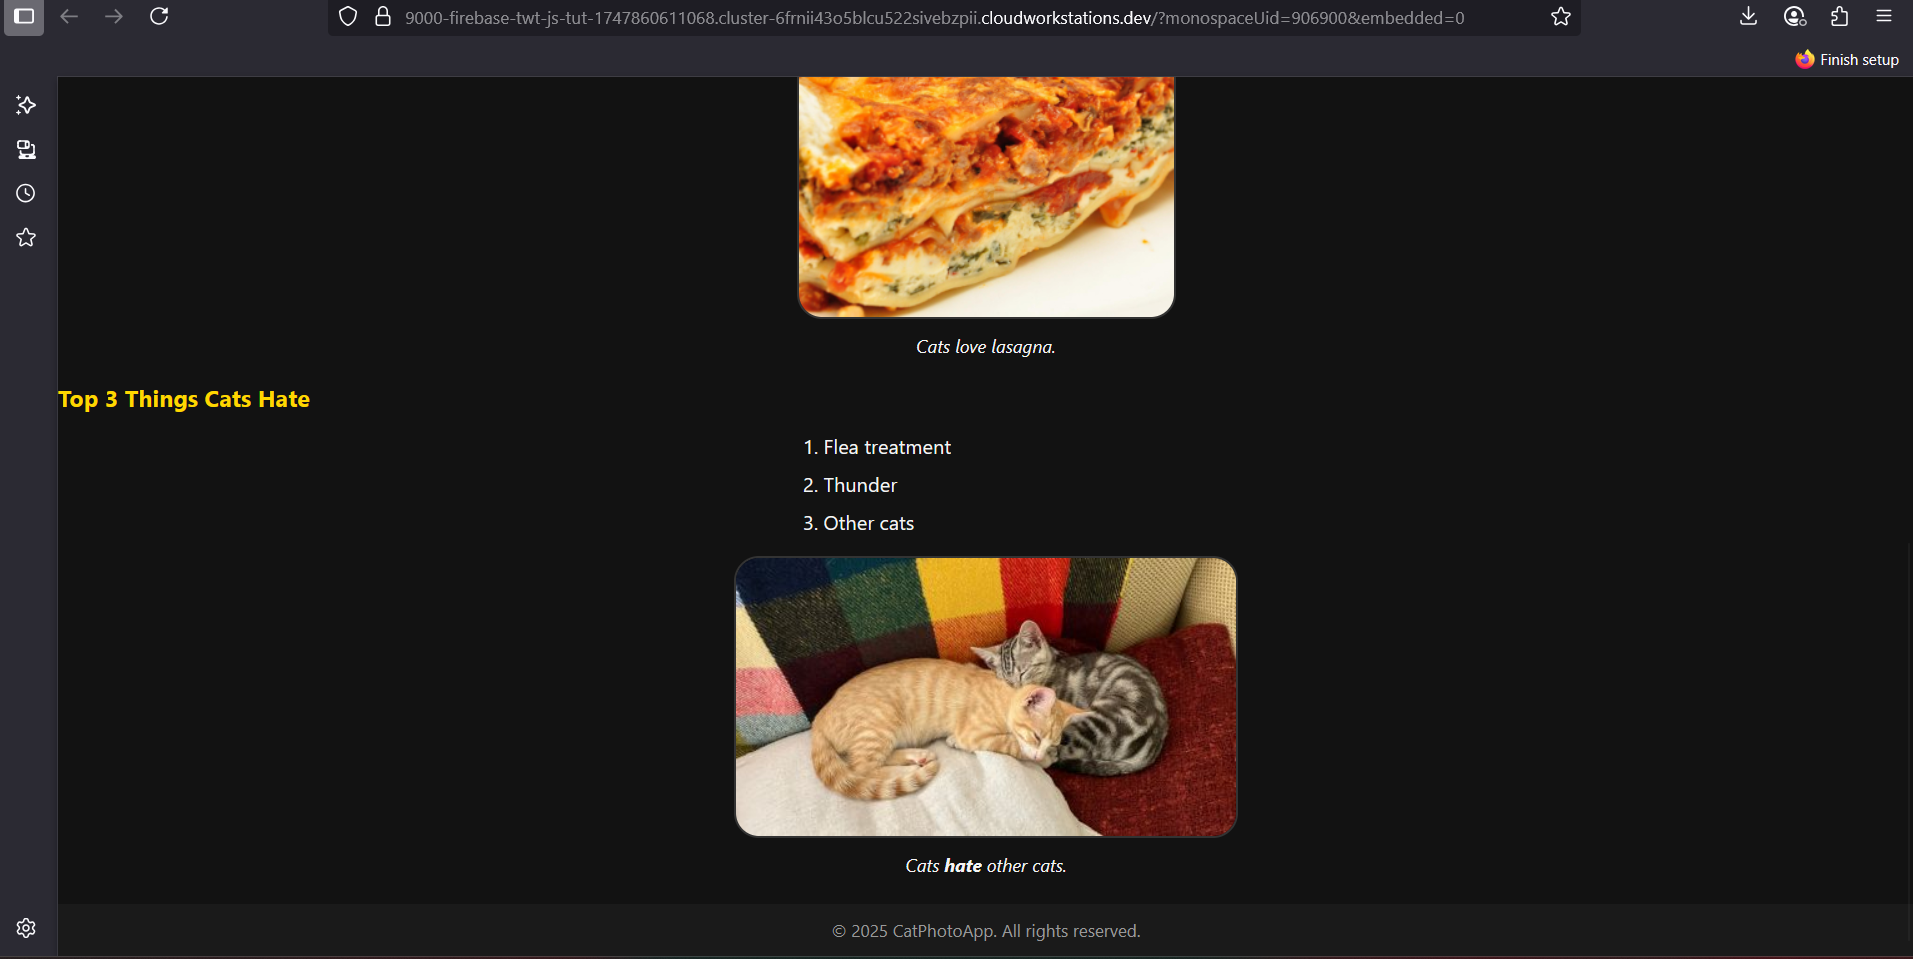 9000-firebase-twt-js-tut-1747860611068.cluster-6frnii43o5blcu522sivebzpii.cloudworkstations.dev/?monospaceUid=906900&embedded=0
Finish setup
Cats love lasagna.
Top 3 Things Cats Hate
1. Flea treatment
2. Thunder
3. Other cats
Cats hate other cats.
© 2025 CatPhotoApp. All rights reserved.